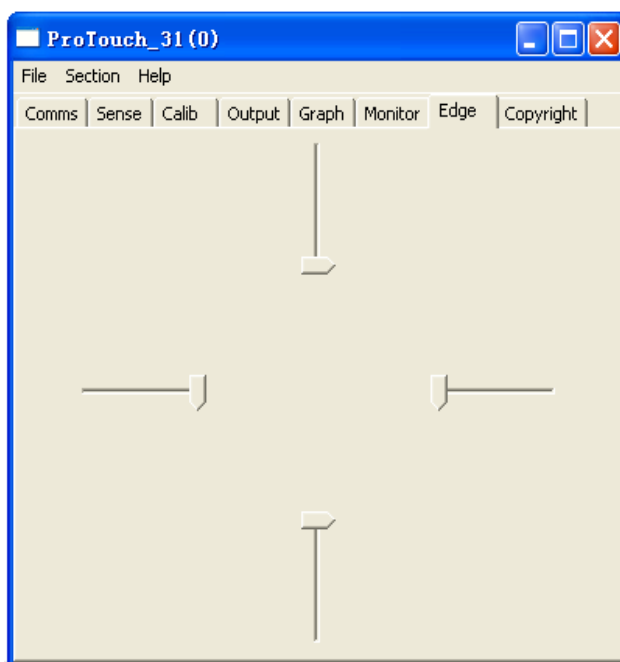 ProTouch_31(0)
File Section Help
Comms Sense Calib Output Graph Monitor Edge Copyright